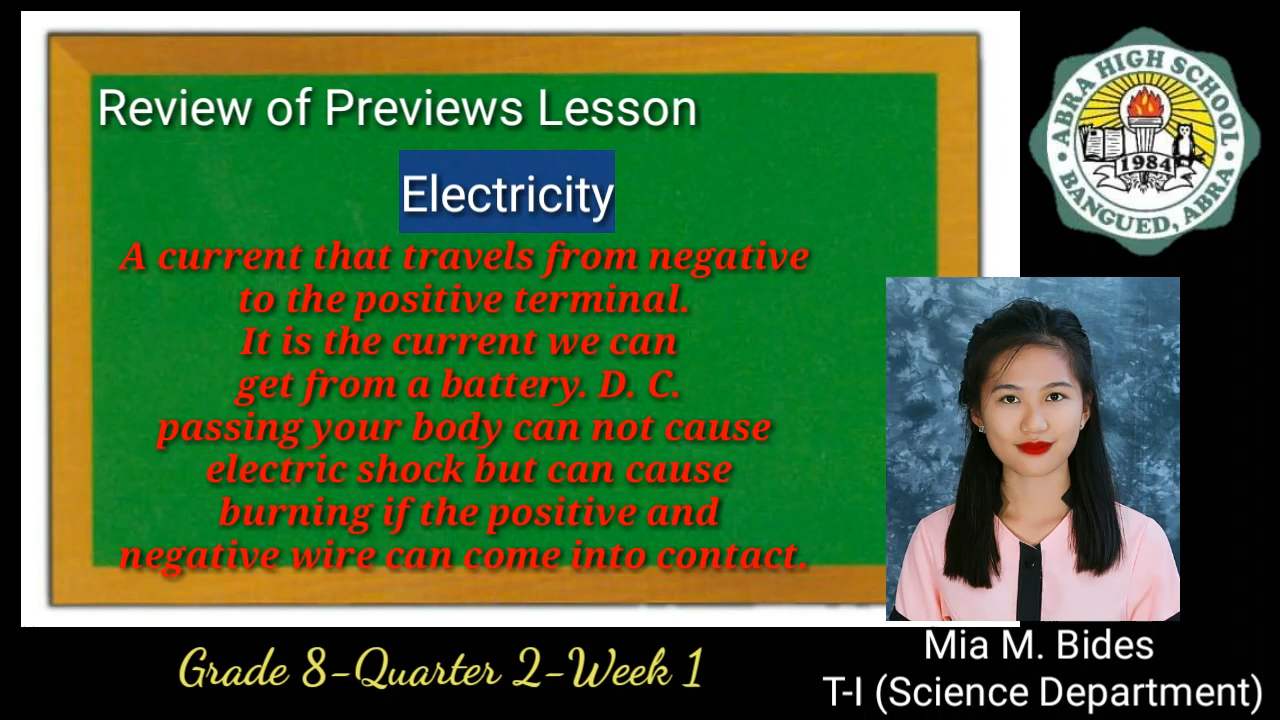 Review of Previews Lesson
Electricity
A current that travels from negative
to the positive terminal.
It is the current we can
get from a battery. D. C.
passing your body can not cause
electric shock but can cause
burning if the positive and
negative wire can come into contact.
Grade 8-Quarter 2-Week 1
ABRA HIGH SCHOOL
1984
BANGUED, ABRA
Mia M. Bides
T-I (Science Department)